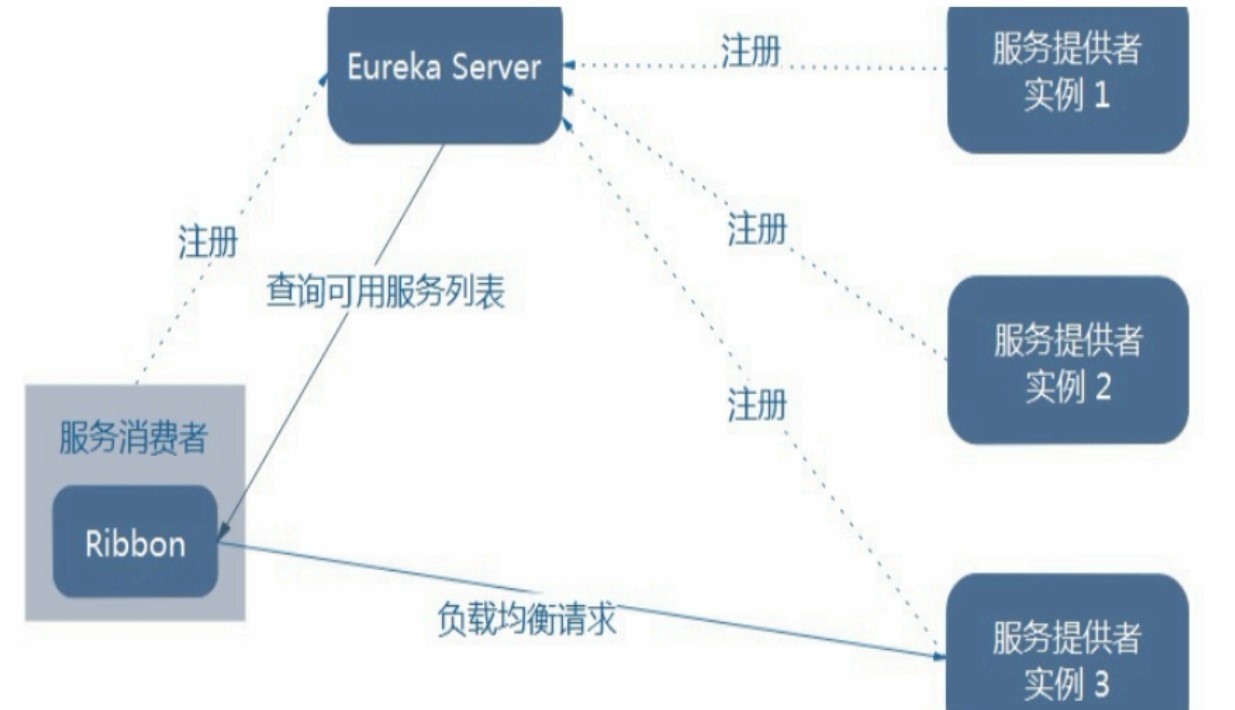 Eureka Server
注册
服务提供者
实例 1
注册
注册
查询可用服务列表
服务提供者
实例 2
注册
服务消费者
Ribbon
负载均衡请求
服务提供者
实例 3